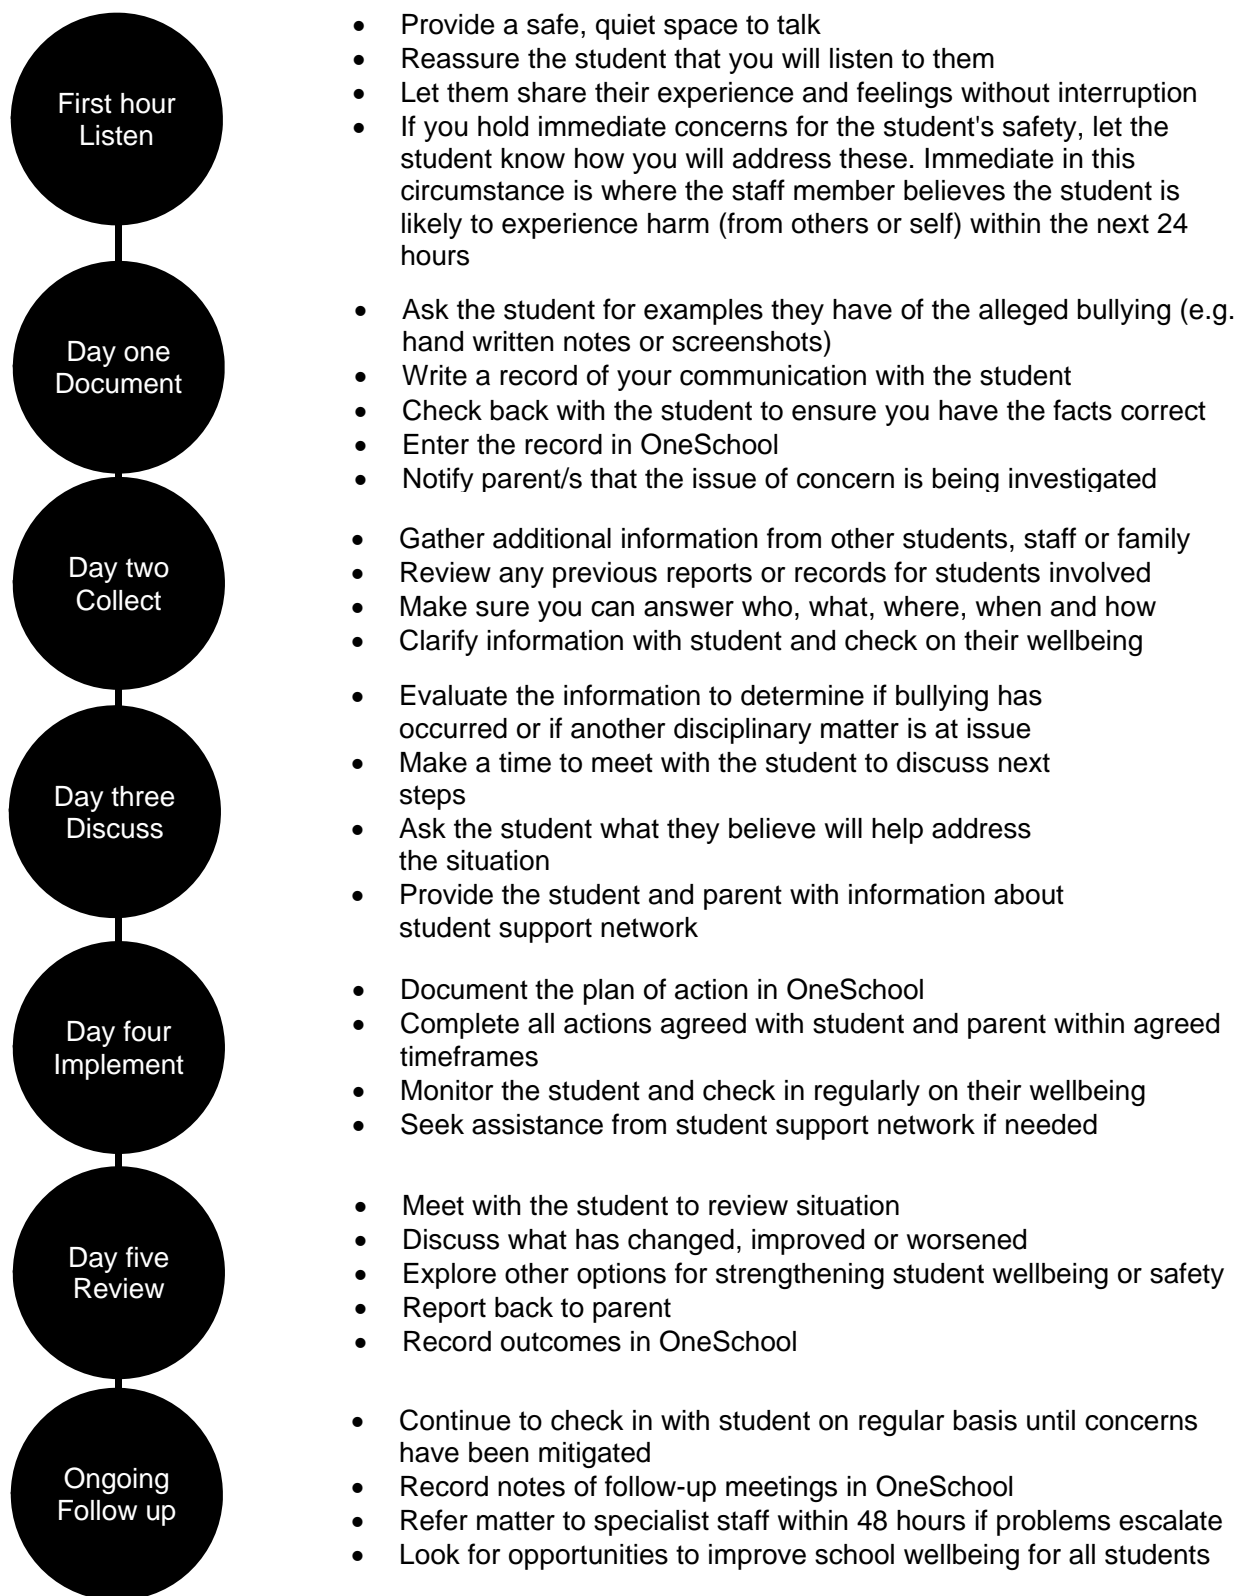 First hour
Listen
• Provide a safe, quiet space to talk
• Reassure the student that you will listen to them
• Let them share their experience and feelings without interruption
• If you hold immediate concerns for the student's safety, let the
student know how you will address these. Immediate in this
circumstance is where the staff member believes the student is
likely to experience harm (from others or self) within the next 24
hours
Day one
Document
• Ask the student for examples they have of the alleged bullying (e.g.
hand written notes or screenshots)
• Write a record of your communication with the student
• Check back with the student to ensure you have the facts correct
• Enter the record in OneSchool
• Notify parent/s that the issue of concern is being investigated
Day two
Collect
• Gather additional information from other students, staff or family
• Review any previous reports or records for students involved
• Make sure you can answer who, what, where, when and how
• Clarify information with student and check on their wellbeing
Day three
Discuss
• Evaluate the information to determine if bullying has
occurred or if another disciplinary matter is at issue
• Make a time to meet with the student to discuss next
steps
• Ask the student what they believe will help address
the situation
• Provide the student and parent with information about
student support network
Day four
Implement
• Document the plan of action in OneSchool
• Complete all actions agreed with student and parent within agreed
timeframes
• Monitor the student and check in regularly on their wellbeing
• Seek assistance from student support network if needed
Day five
Review
• Meet with the student to review situation
• Discuss what has changed, improved or worsened
• Explore other options for strengthening student wellbeing or safety
• Report back to parent
• Record outcomes in OneSchool
Ongoing
Follow up
• Continue to check in with student on regular basis until concerns
have been mitigated
• Record notes of follow-up meetings in OneSchool
• Refer matter to specialist staff within 48 hours if problems escalate
• Look for opportunities to improve school wellbeing for all students